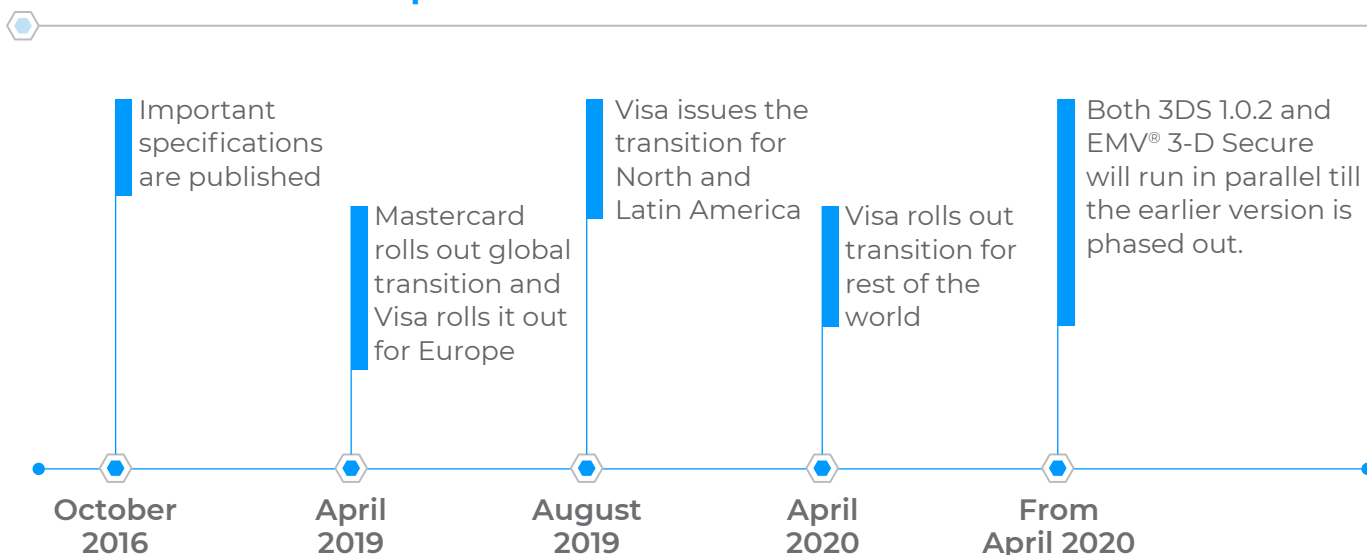 Important
specifications
are published
Mastercard
rolls out global
transition and
Visa rolls it out
for Europe
Visa issues the
transition for
North and
Latin America
Visa rolls out
transition for
rest of the
world
Both 3DS 1.0.2 and
EMV® 3-D Secure
will run in parallel till
the earlier version is
phased out.
October
2016
April
2019
August
2019
April
2020
From
April 2020